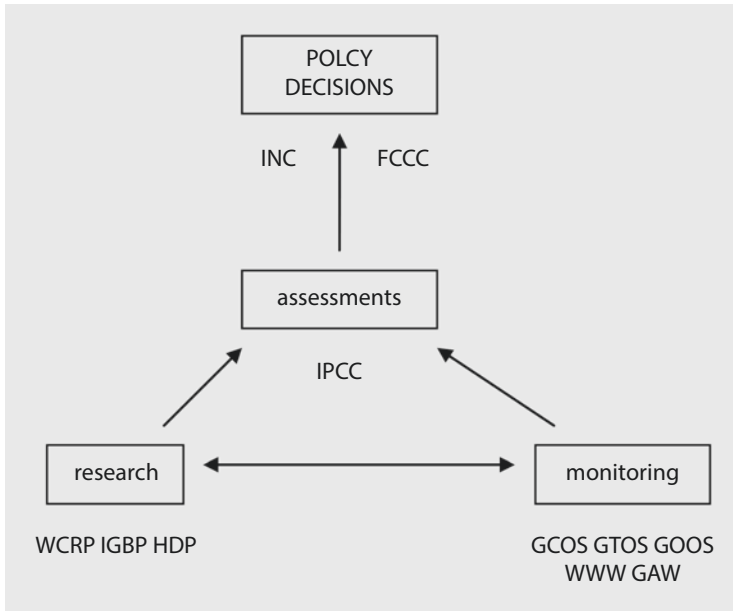 POLCY
DECISIONS
INC FCCC
assessments
IPCC
research monitoring
WCRP IGBP HDP GCOS GTOS GOOS
WWW GAW